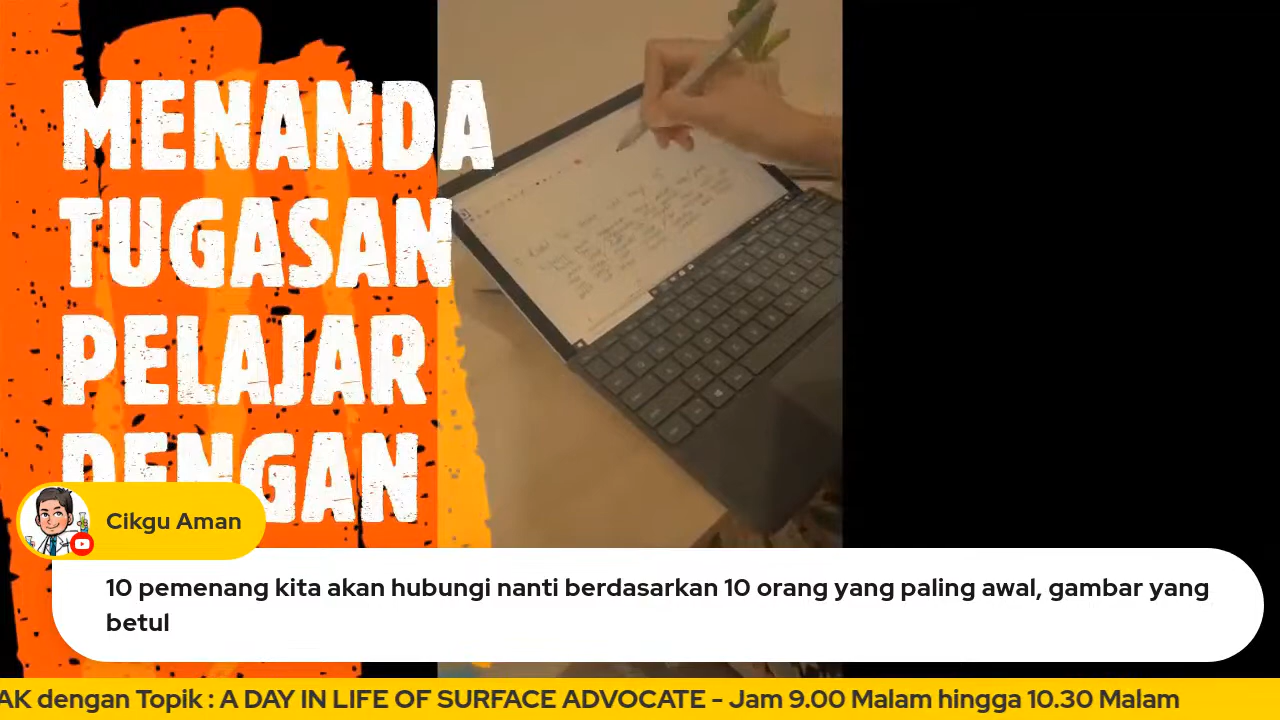 MENANDA
TUGASAN
PELAJAR
DENGAN
Cikgu Aman
10 pemenang kita akan hubungi nanti berdasarkan 10 orang yang paling awal, gambar yang
betul
AK dengan Topik : A DAY IN LIFE OF SURFACE ADVOCATE - Jam 9.00 Malam hingga 10.30 Malam